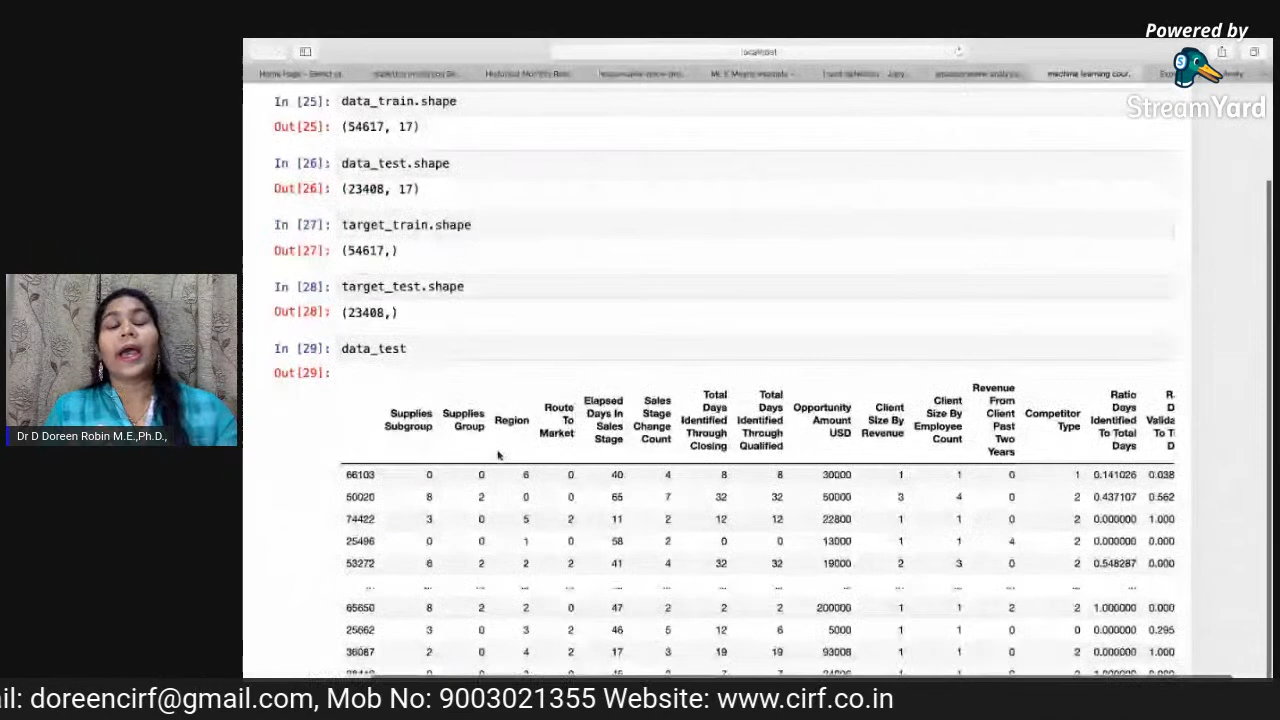 Powered by
StreamYard
localhost
machine learning cour.
In [25]: data_train.shape
Out[25]: (54617, 17)
In [26]: data_test.shape
Out[26]: (23408, 17)
In [27]: target_train.shape
Out[27]: (54617,)
In [28]: target_test.shape
Out[28]: (23408,)
In [29]: data_test
Out[29]:
Supplies Subgroup Supplies Group Region Route To Market Elapsed Days In Sales Stage Sales Stage Change Count Total Days Identified Through Closing Total Days Identified Through Qualified Opportunity Amount USD Client Size By Revenue Client Size By Employee Count Revenue From Client Past Two Years Competitor Type Ratio Days Identified To Total Days R. D Valida To T D
66103 0 0 6 0 40 4 8 8 30000 1 1 0 1 0.141026 0.038
50020 8 2 0 0 65 7 32 32 50000 3 4 0 2 0.437107 0.562
74422 3 0 5 2 11 2 12 12 22800 1 1 0 2 0.000000 1.000
25496 0 0 1 0 58 2 0 0 13000 1 1 4 2 0.000000 0.000
53272 6 2 2 2 41 4 32 32 19000 2 3 0 2 0.548287 0.000
... ... ... ... ... ... ... ... ... ... ... ... ... ... ...
65650 8 2 2 0 47 2 2 2 200000 1 1 2 2 1.000000 0.000
25662 3 0 3 2 46 5 12 6 5000 1 1 0 0 0.000000 0.295
36087 2 0 4 2 17 3 19 19 93008 1 1 0 2 0.000000 1.000
Dr D Doreen Robin M.E.,Ph.D.,
il: doreencirf@gmail.com, Mob No: 9003021355 Website: www.cirf.co.in